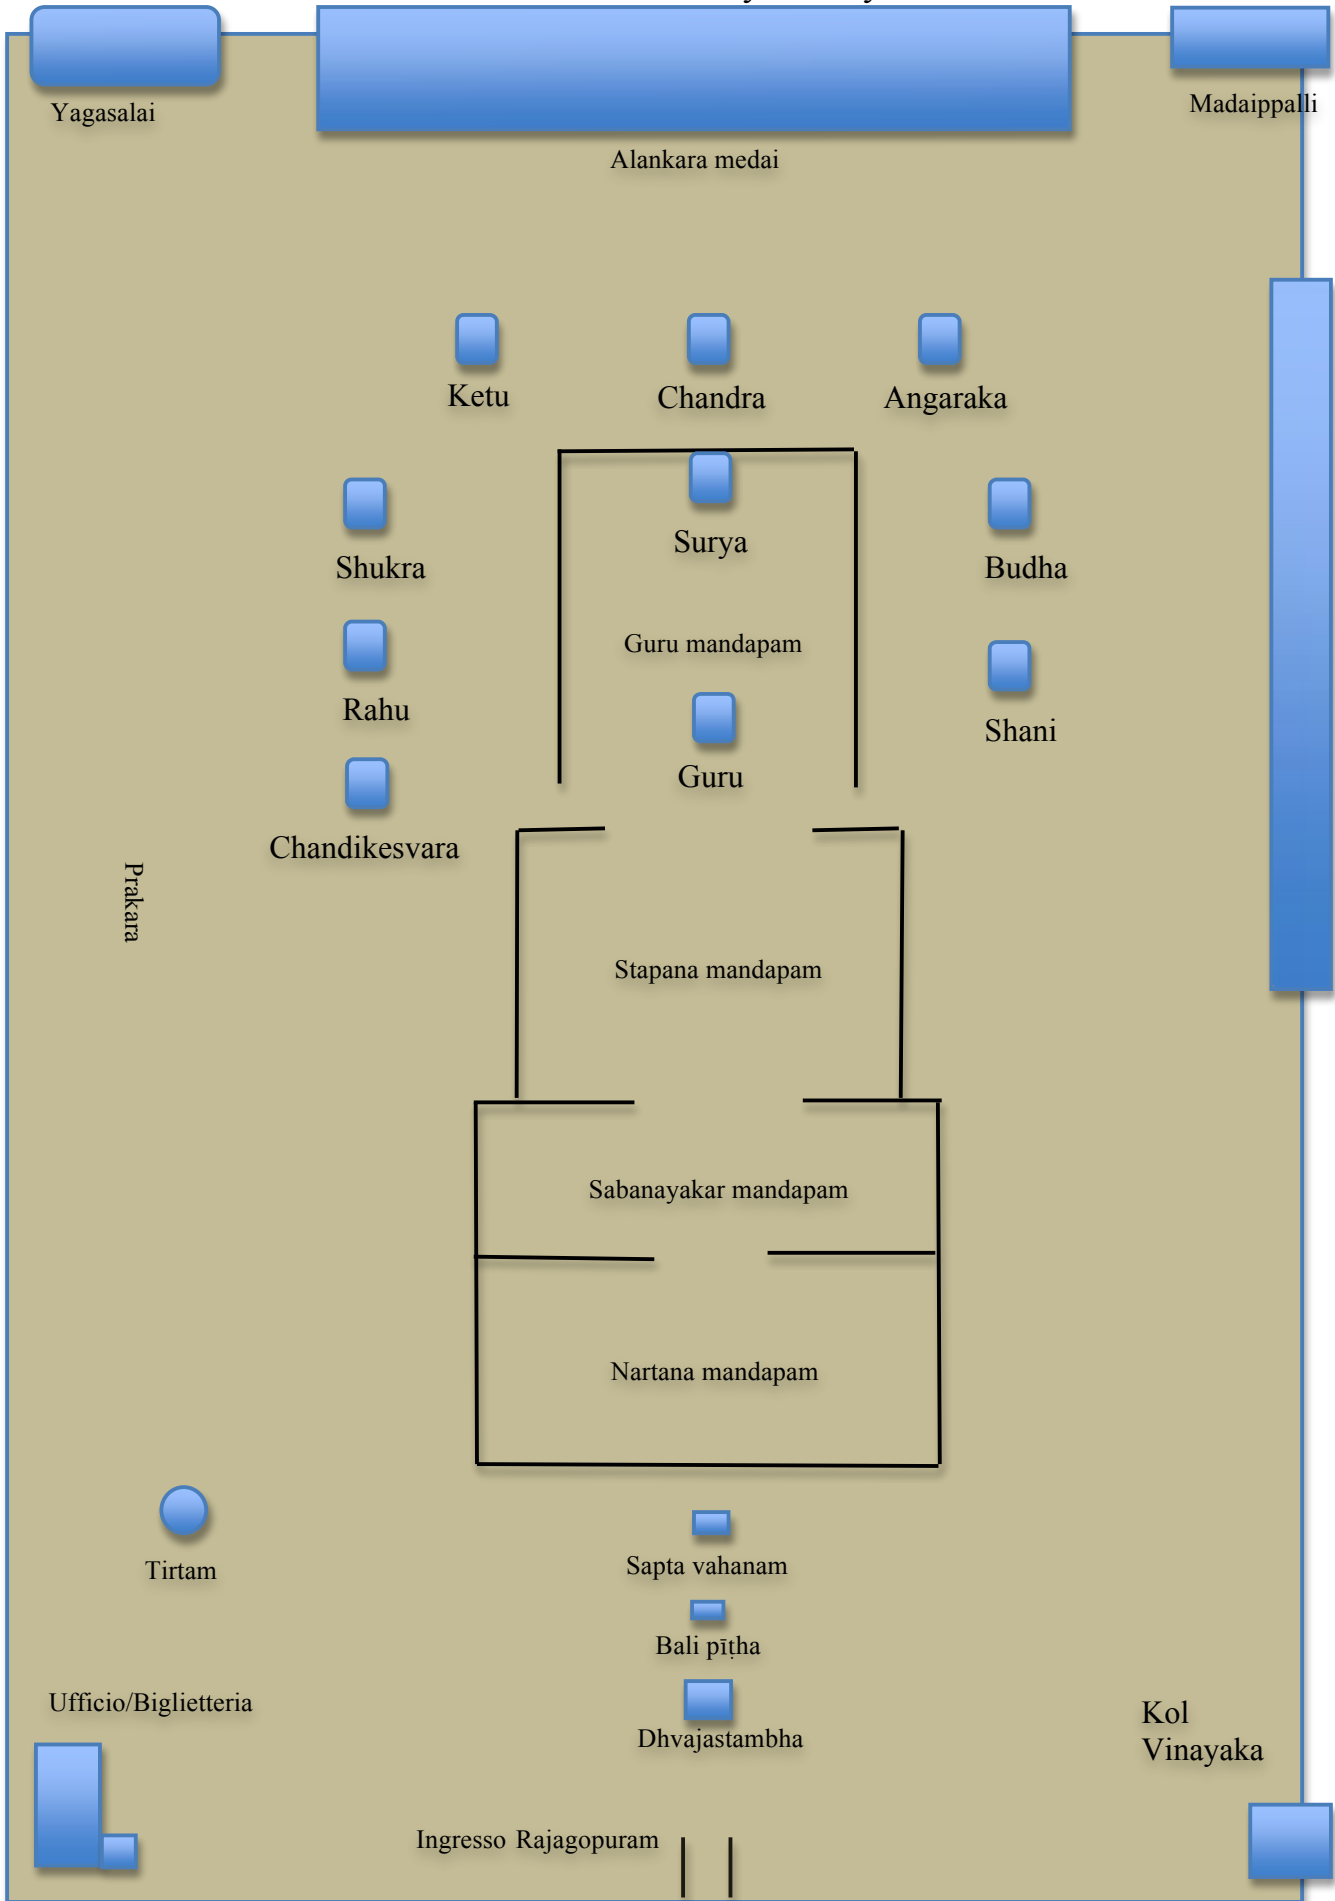 Yagasalai
Madaippalli
Alankara medai
Ketu
Chandra
Angaraka
Surya
Shukra
Budha
Guru mandapam
Rahu
Shani
Guru
Chandikesvara
Prakara
Stapana mandapam
Sabanayakar mandapam
Nartana mandapam
Tirtam
Sapta vahanam
Bali pīṭha
Ufficio/Biglietteria
Dhvajastambha
Kol
Vinayaka
Ingresso Rajagopuram